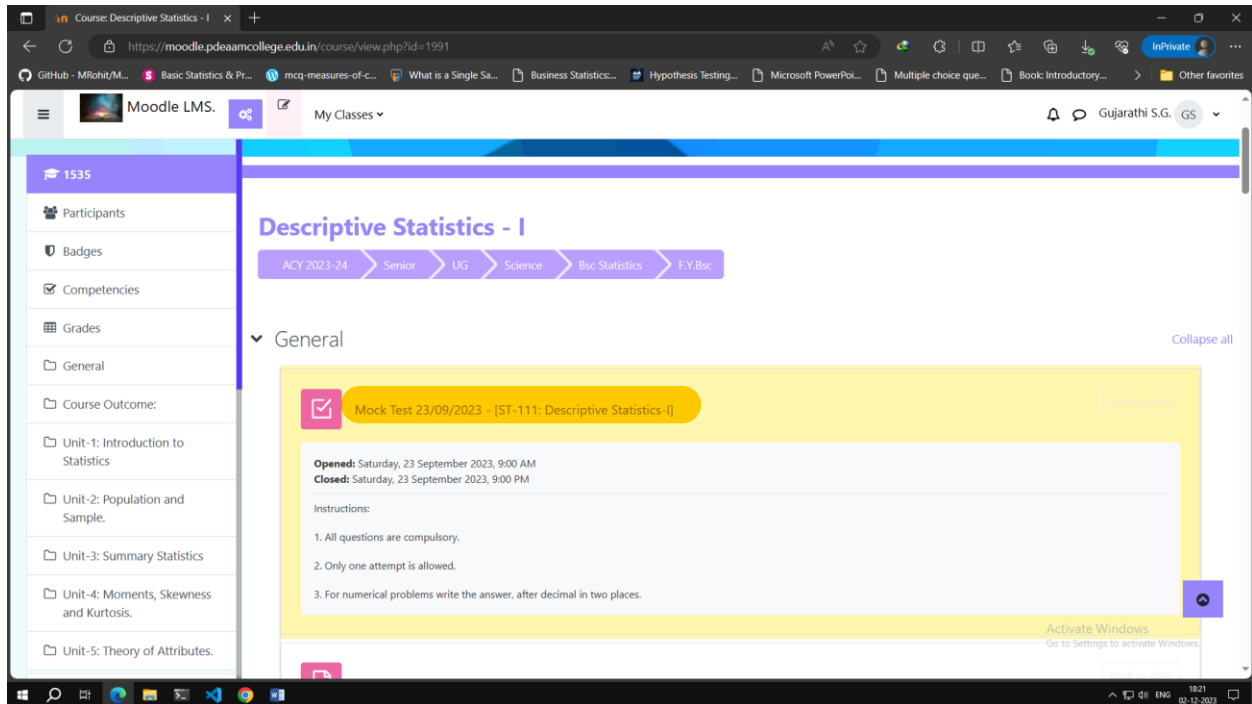 Course: Descriptive Statistics - I
https://moodle.pdeaamcollege.edu.in/course/view.php?id=1991
InPrivate
GitHub - MRohit/M...
Basic Statistics & Pr...
mcq-measures-of-c...
What is a Single Sa...
Business Statistics:...
Hypothesis Testing...
Microsoft PowerPoi...
Multiple choice que...
Book: Introductory...
Other favorites
Moodle LMS.
My Classes
Gujarathi S.G. GS
1535
Participants
Badges
Competencies
Grades
General
Course Outcome:
Unit-1: Introduction to
Statistics
Unit-2: Population and
Sample.
Unit-3: Summary Statistics
Unit-4: Moments, Skewness
and Kurtosis.
Unit-5: Theory of Attributes.
Descriptive Statistics - I
ACY 2023-24 Senior UG Science Bsc Statistics F.Y.Bsc
General
Collapse all
Mock Test 23/09/2023 - [ST-111: Descriptive Statistics-I]
Opened: Saturday, 23 September 2023, 9:00 AM
Closed: Saturday, 23 September 2023, 9:00 PM
Instructions:
1. All questions are compulsory.
2. Only one attempt is allowed.
3. For numerical problems write the answer, after decimal in two places.
Activate Windows
Go to Settings to activate Windows.
Mark as done
ENG
18:21
02-12-2023